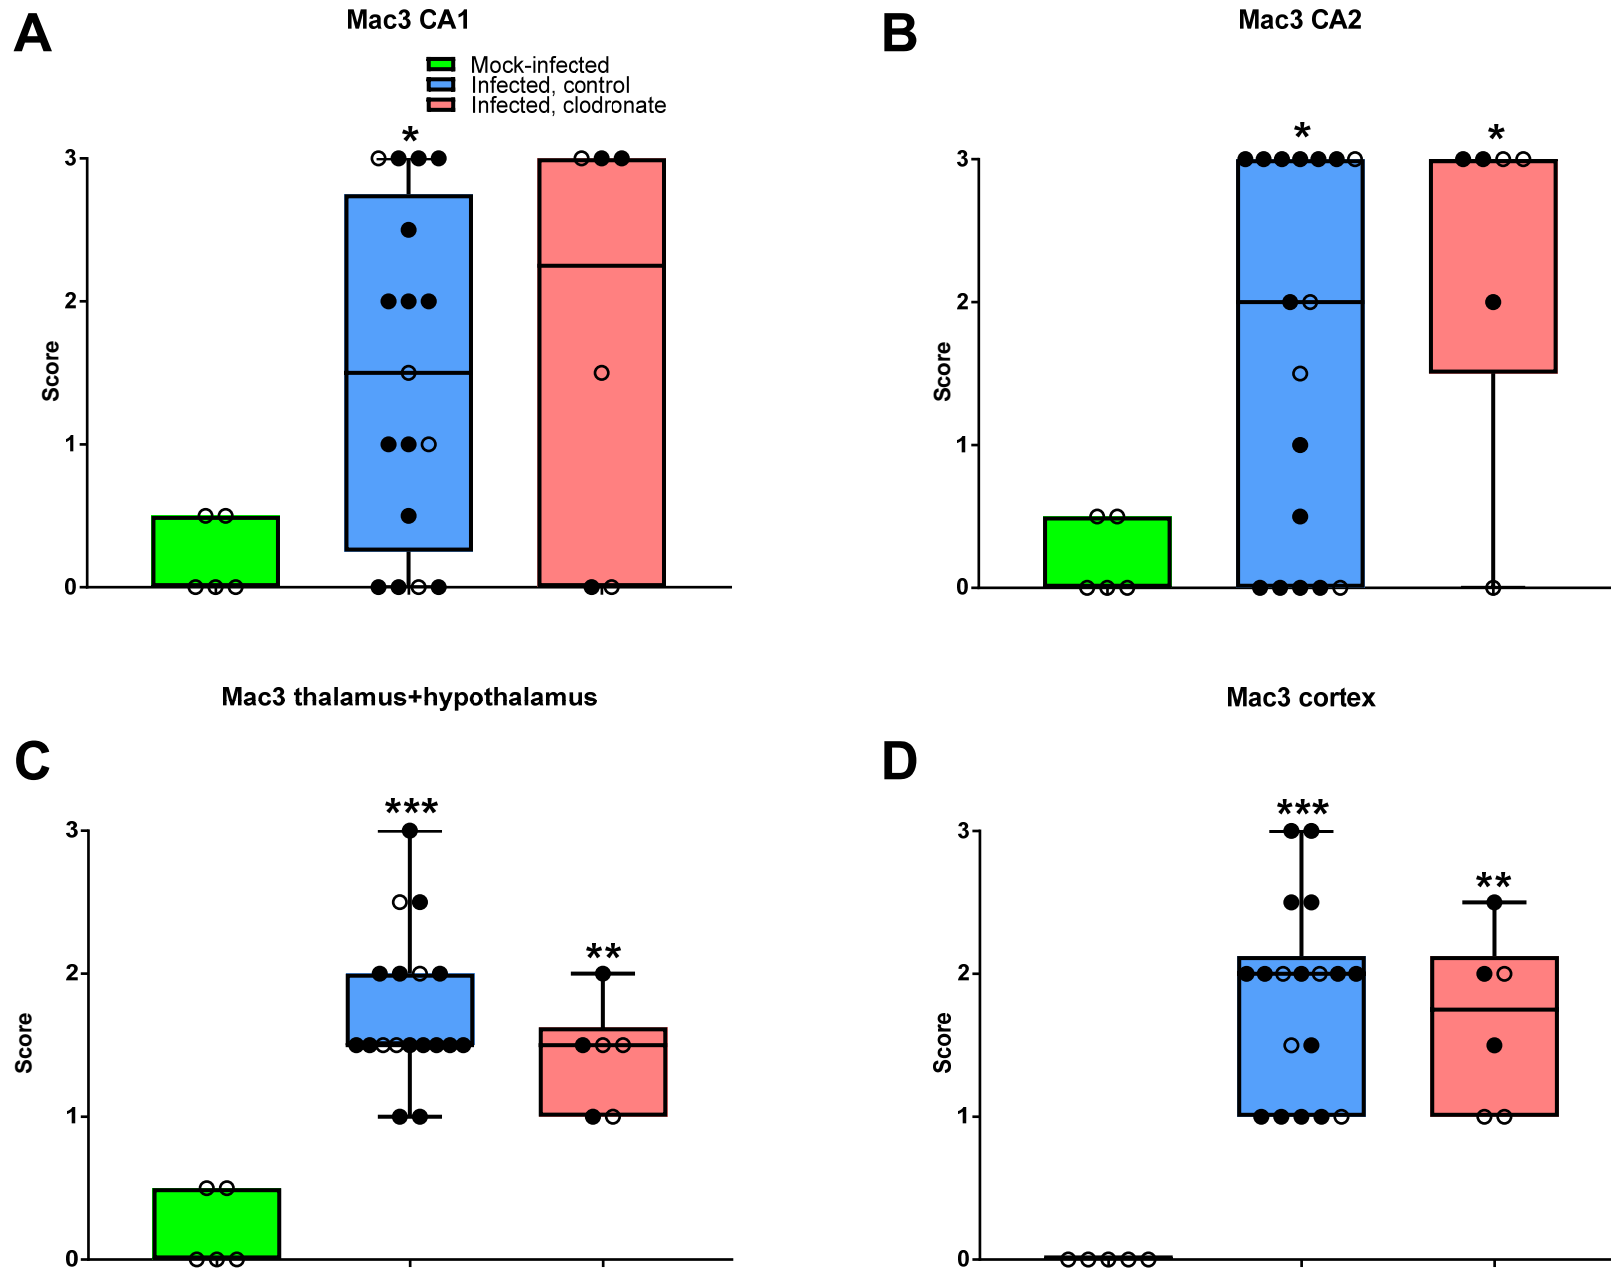 A
Mac3 CA1
Mock-infected
Infected, control
Infected, clodronate
*
3
2
1
0
Score
B
Mac3 CA2
*
*
3
2
1
0
Score
C
Mac3 thalamus+hypothalamus
***
**
3
2
1
0
Score
D
Mac3 cortex
***
**
3
2
1
0
Score